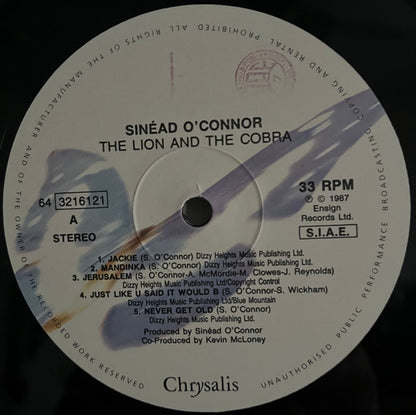 ALL RIGHTS OF THE MANUFACTURER AND OF THE OWNER OF THE RECORDED WORK RESERVED
UNAUTHORISED PUBLIC PERFORMANCE BROADCASTING COPYING AND RENTAL PROHIBITED
SINÉAD O'CONNOR
THE LION AND THE COBRA
64 3216121
A
STEREO
33 RPM
℗ © 1987
Ensign
Records Ltd.
S.I.A.E.
1. JACKIE (S. O'Connor) Dizzy Heights Music Publishing Ltd.
2. MANDINKA (S. O'Connor) Dizzy Heights Music Publishing Ltd.
3. JERUSALEM (S. O'Connor-A. McMordie-M. Clowes-J. Reynolds)
Dizzy Heights Music Publishing Ltd/Copyright Control
4. JUST LIKE U SAID IT WOULD B (S. O'Connor-S. Wickham)
Dizzy Heights Music Publishing Ltd/Blue Mountain
5. NEVER GET OLD (S. O'Connor)
Dizzy Heights Music Publishing Ltd.
Produced by Sinéad O'Connor
Co-Produced by Kevin McLoney
Chrysalis